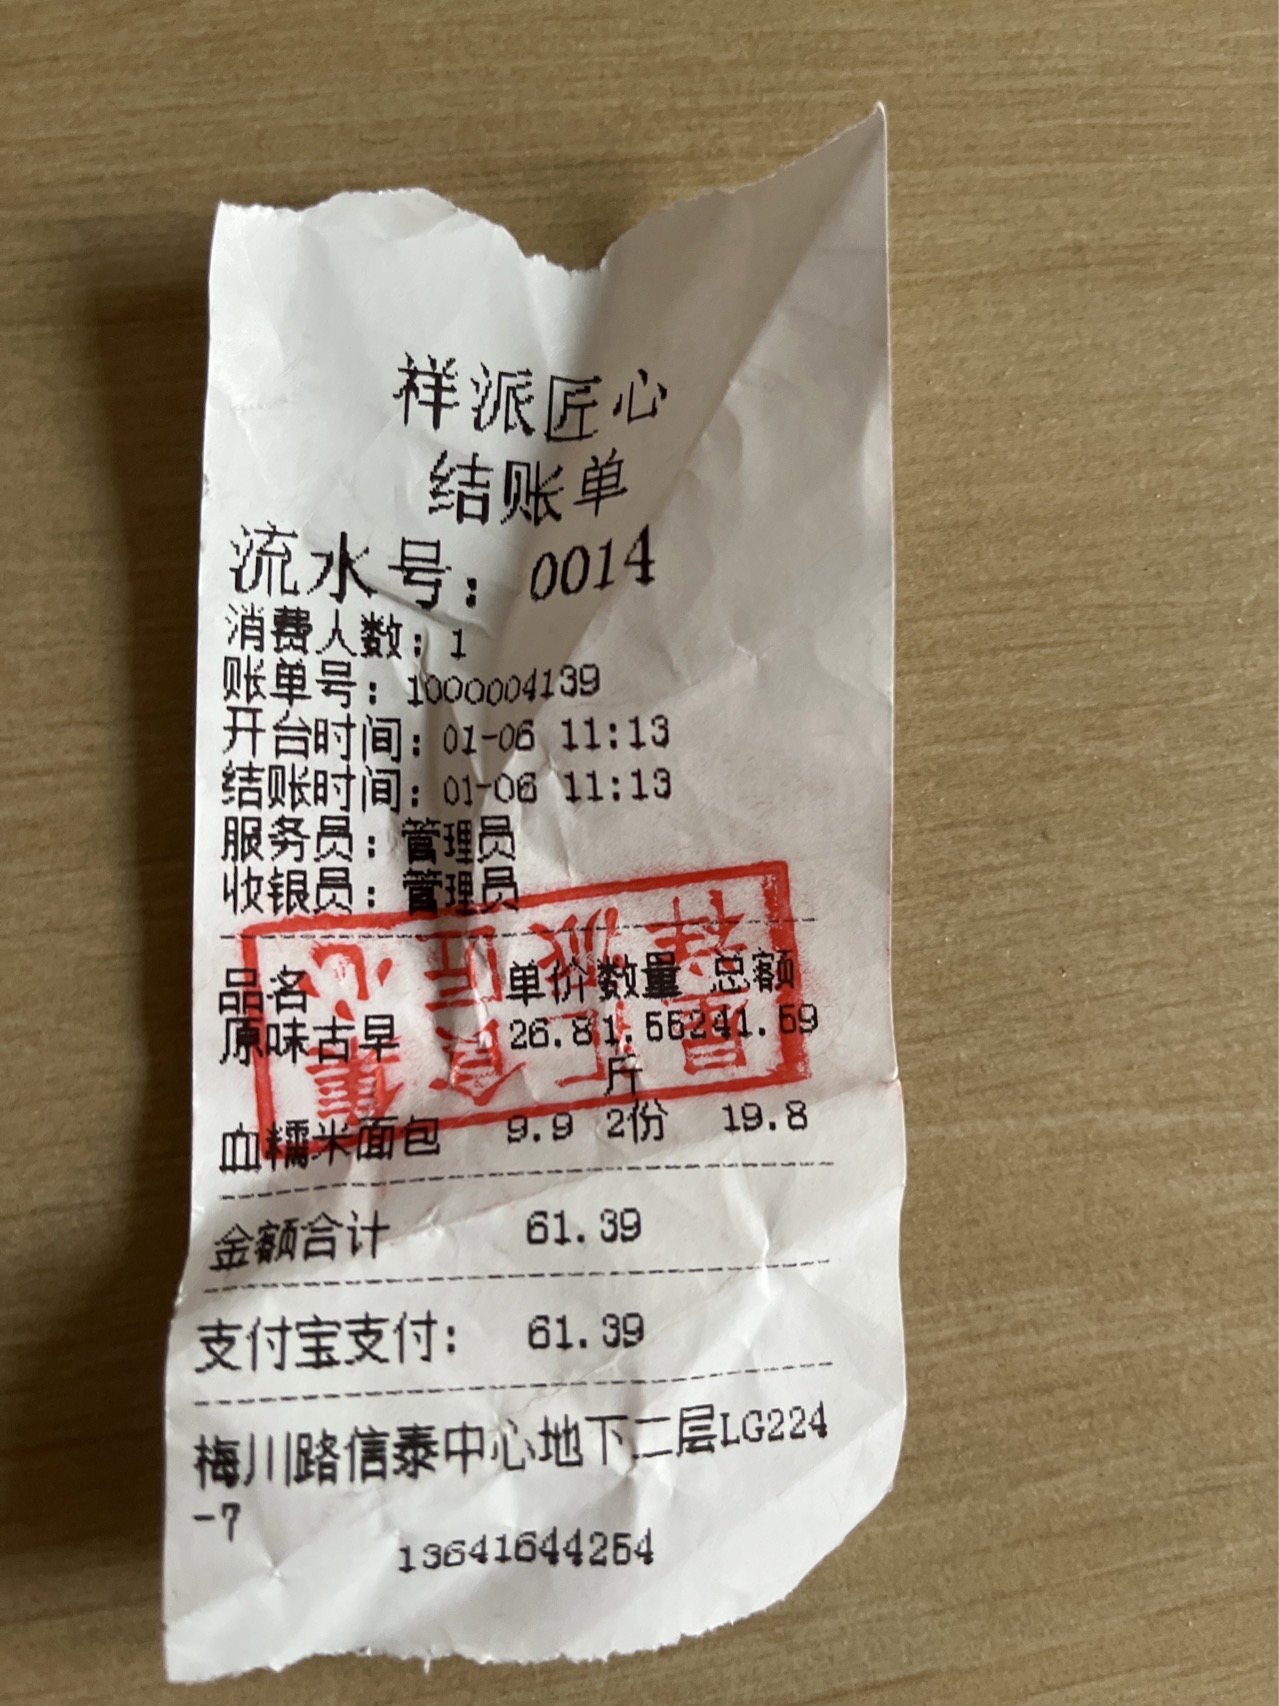 祥派匠心
结账单
流水号：0014
消费人数：1
账单号：1000004139
开台时间：01-06 11:13
结账时间：01-06 11:13
服务员：管理员
收银员：管理员
祥派匠心
品名 单价 数量 总额
原味古早 26.8 1.552 41.59
斤
血糯米面包 9.9 2份 19.8
金额合计 61.39
支付宝支付： 61.39
梅川路信泰中心地下二层LG224
-7
13641644254